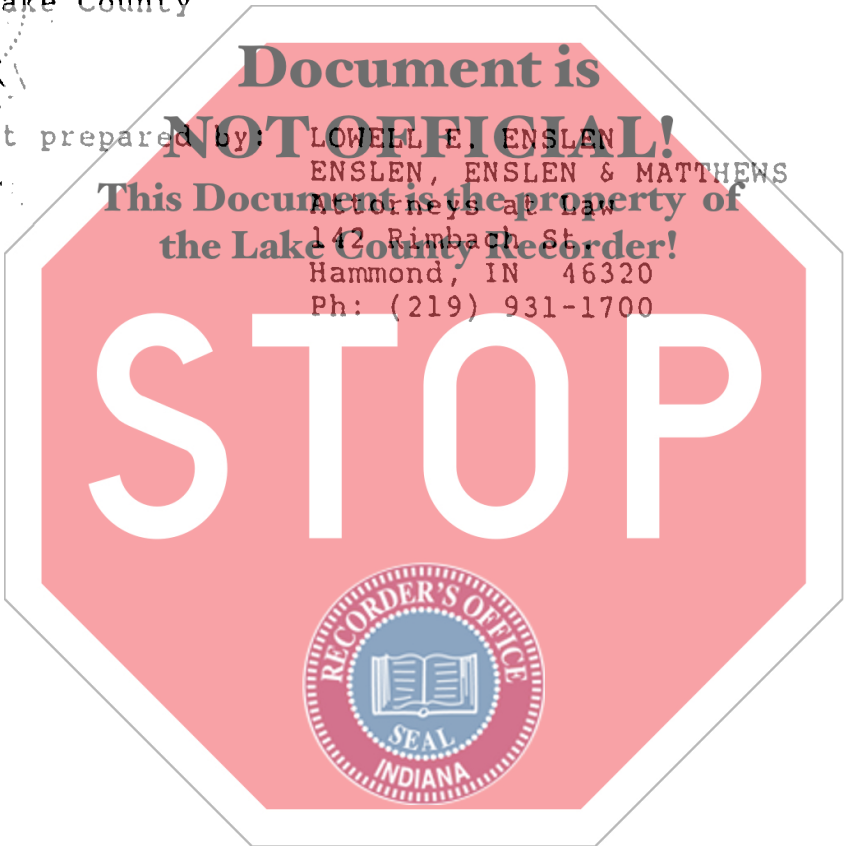 ake County
Document is
NOT OFFICIAL!
This Document is the property of
the Lake County Recorder!
t prepared by: LOWELL E. ENSLEN
ENSLEN, ENSLEN & MATTHEWS
Attorneys at Law
142 Rimbach St.
Hammond, IN 46320
Ph: (219) 931-1700
STOP
RECORDER'S OFFICE
SEAL
INDIANA